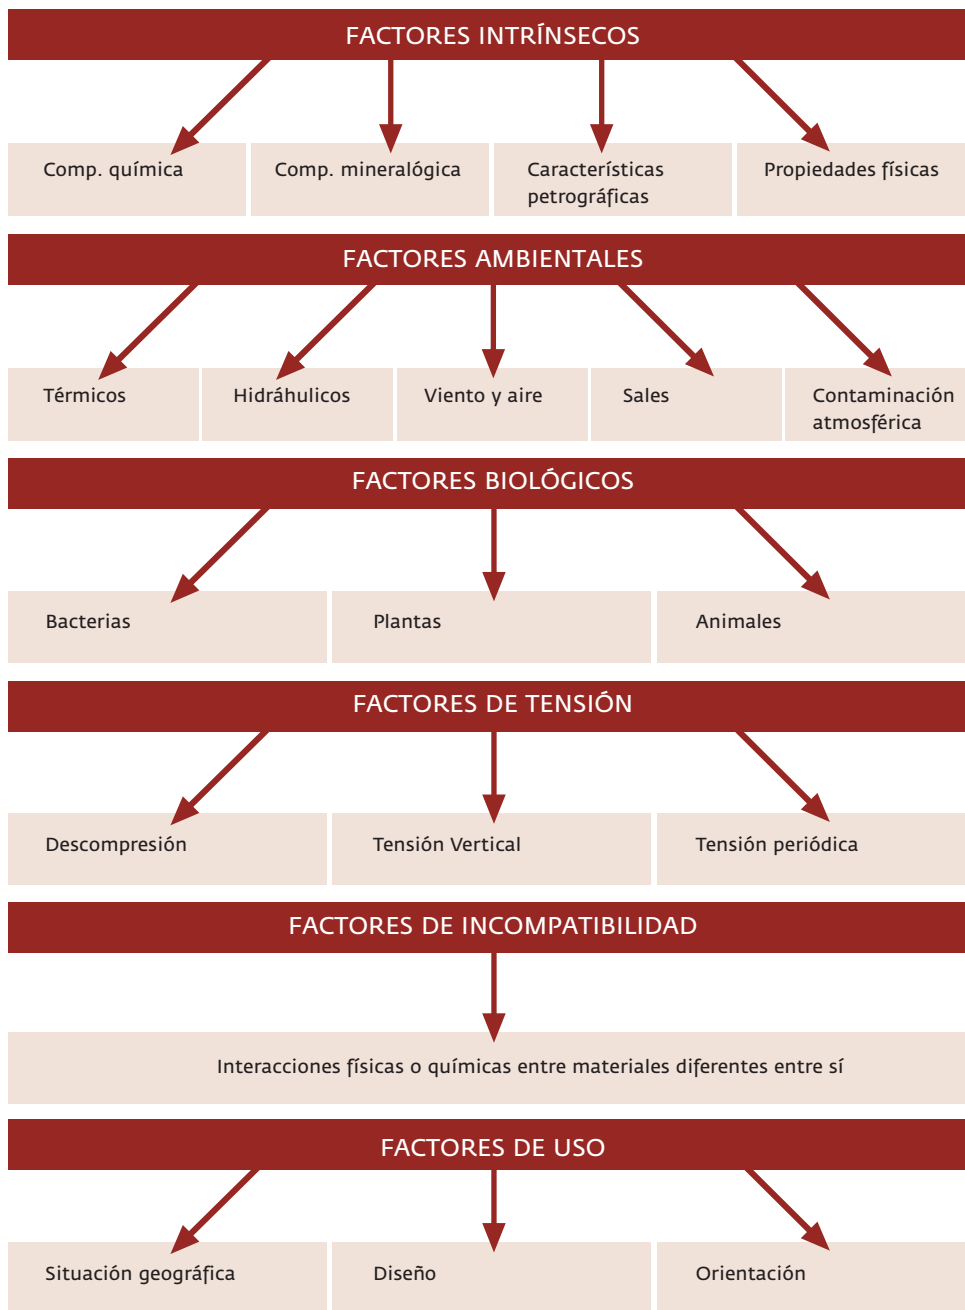 FACTORES INTRÍNSECOS
Comp. química
Comp. mineralógica
Características
petrográficas
Propiedades físicas
FACTORES AMBIENTALES
Térmicos
Hidráhulicos
Viento y aire
Sales
Contaminación
atmosférica
FACTORES BIOLÓGICOS
Bacterias
Plantas
Animales
FACTORES DE TENSIÓN
Descompresión
Tensión Vertical
Tensión periódica
FACTORES DE INCOMPATIBILIDAD
Interacciones físicas o químicas entre materiales diferentes entre sí
FACTORES DE USO
Situación geográfica
Diseño
Orientación